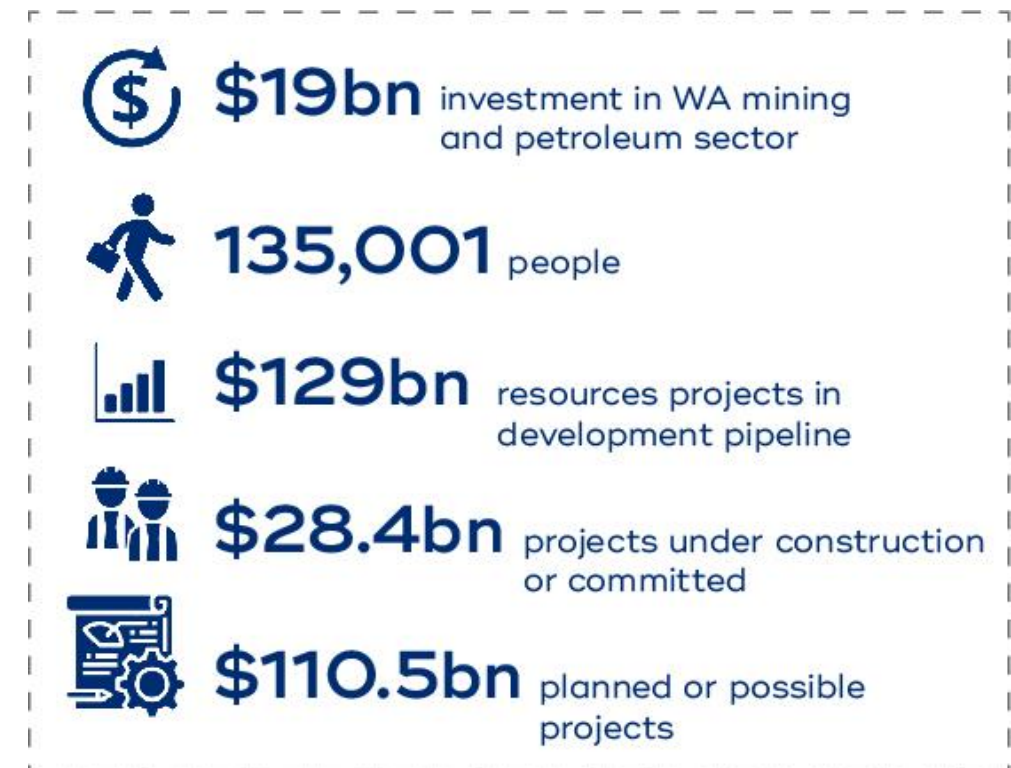 $
$19bn investment in WA mining
and petroleum sector
135,001 people
$129bn resources projects in
development pipeline
$28.4bn projects under construction
or committed
$110.5bn planned or possible
projects